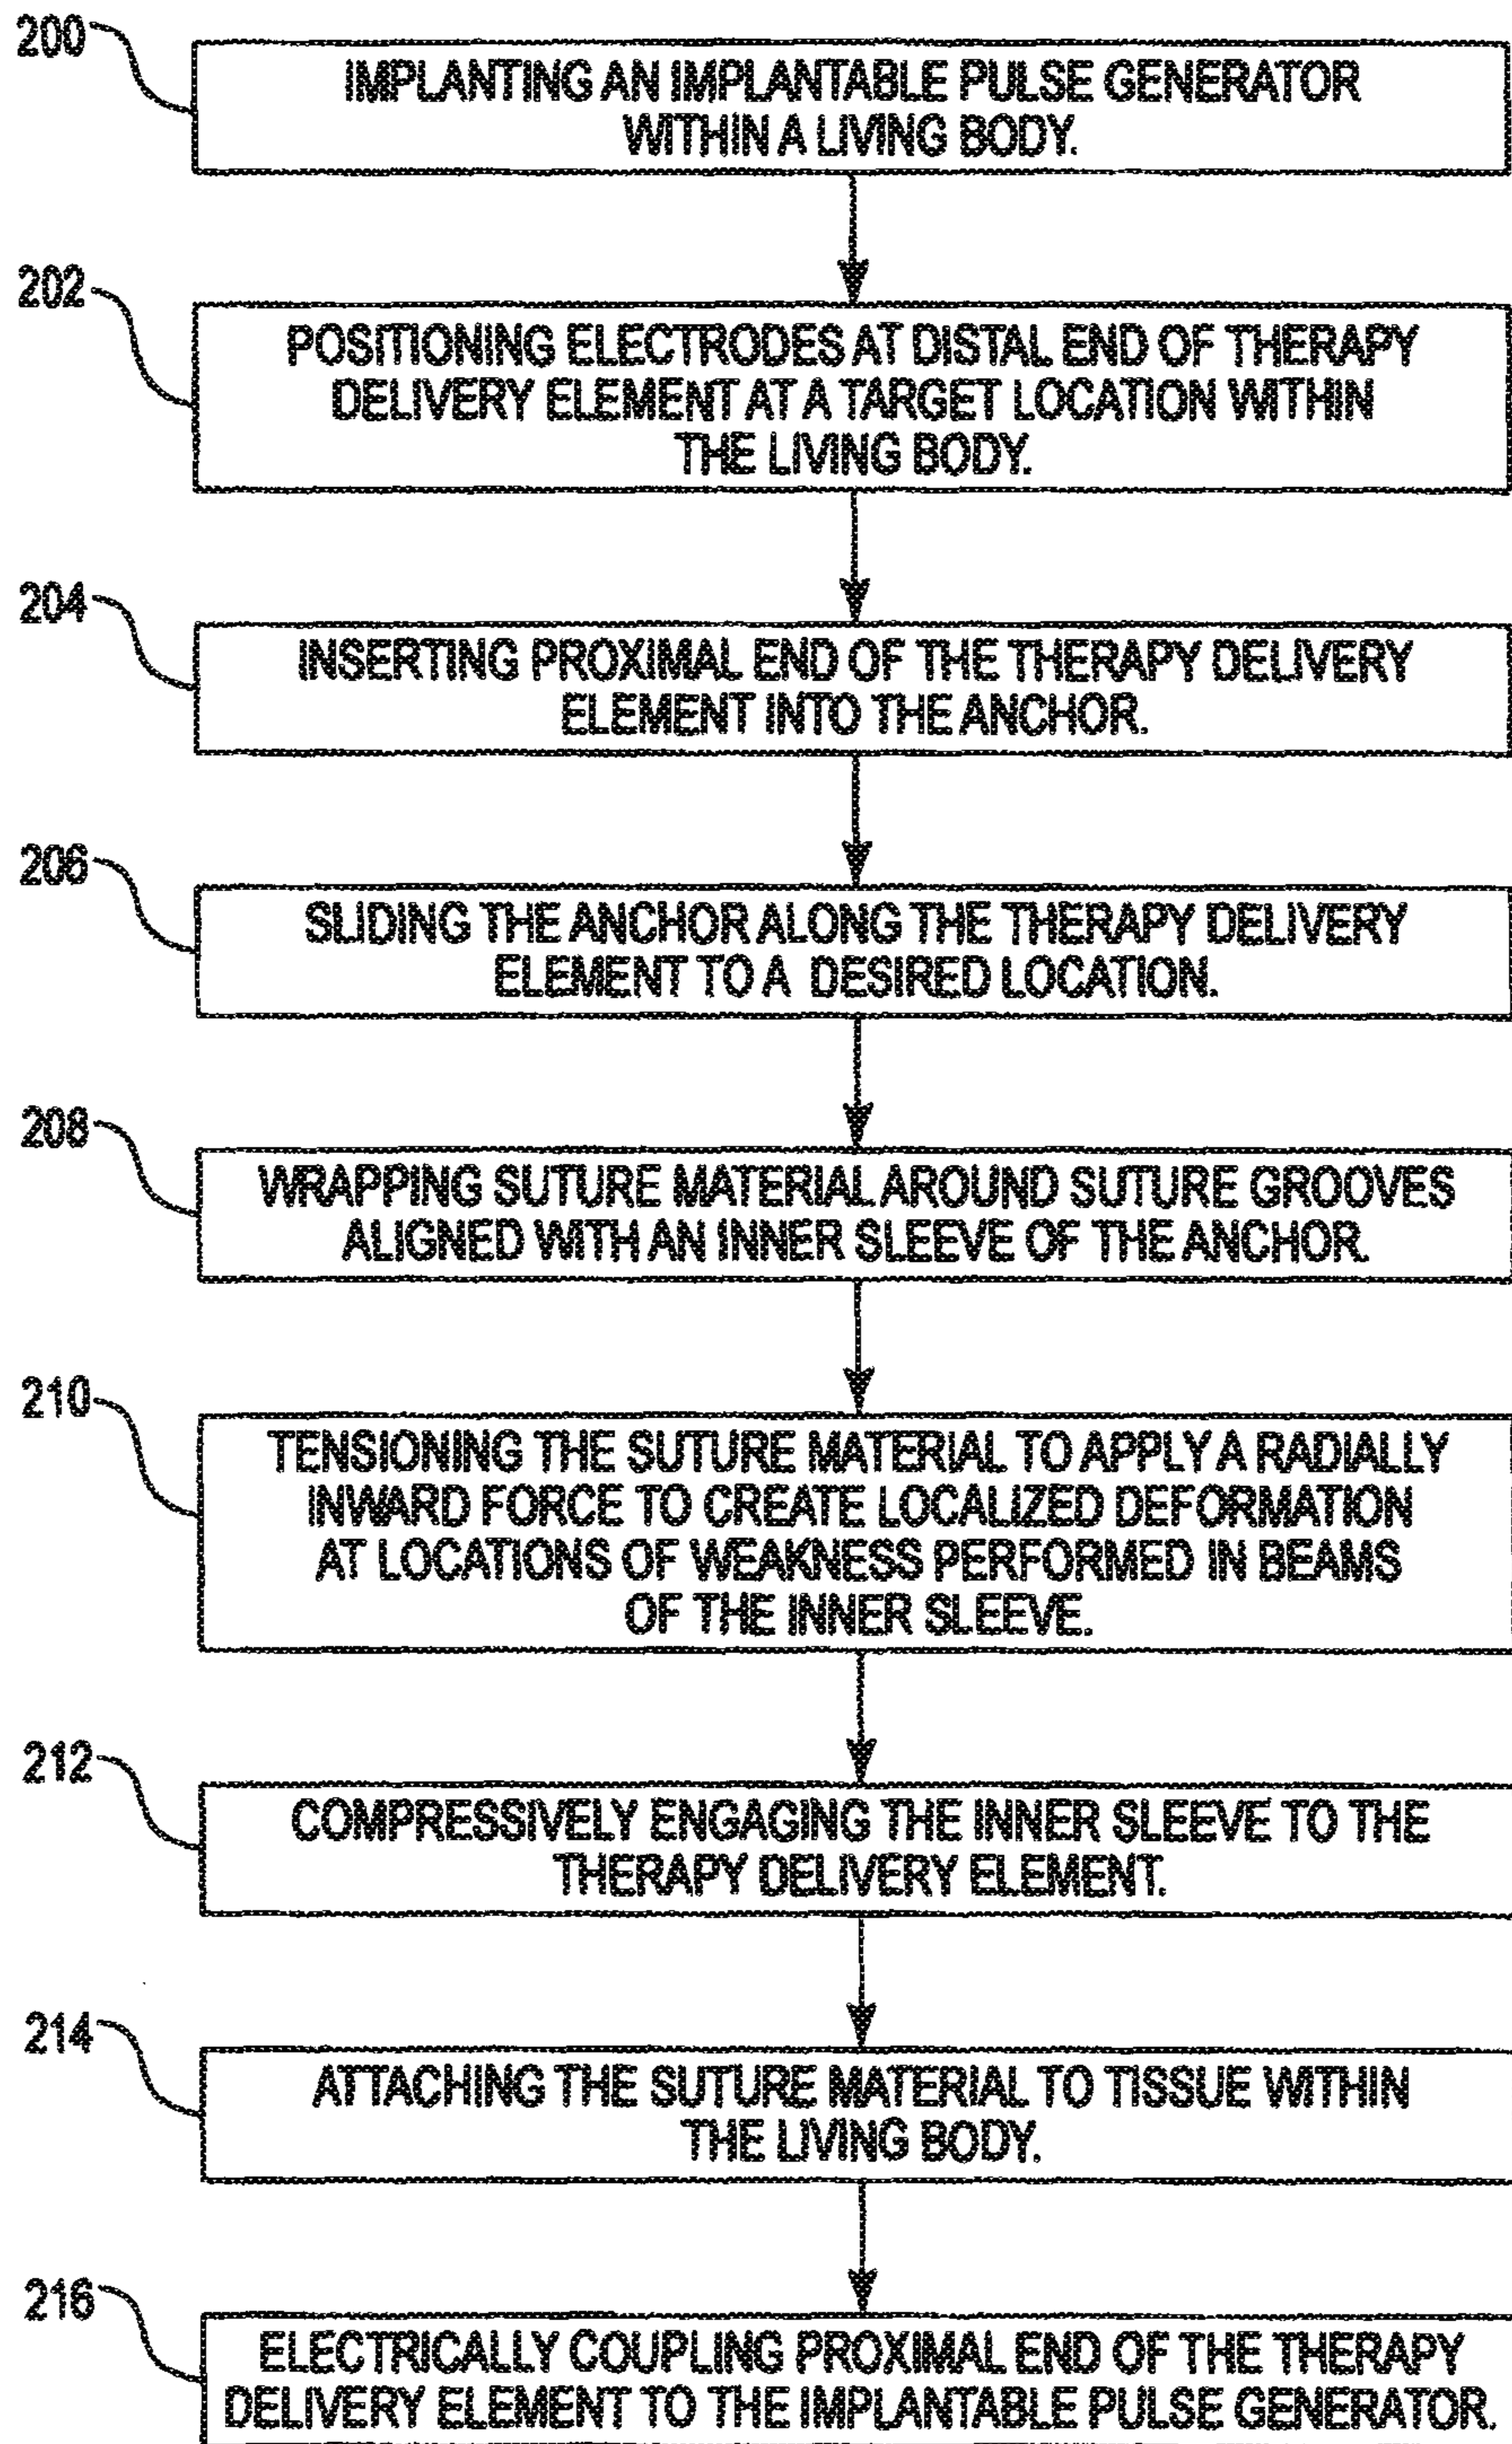 200
IMPLANTING AN IMPLANTABLE PULSE GENERATOR
WITHIN A LIVING BODY.
202
POSITIONING ELECTRODES AT DISTAL END OF THERAPY
DELIVERY ELEMENT AT A TARGET LOCATION WITHIN
THE LIVING BODY.
204
INSERTING PROXIMAL END OF THE THERAPY DELIVERY
ELEMENT INTO THE ANCHOR.
206
SLIDING THE ANCHOR ALONG THE THERAPY DELIVERY
ELEMENT TO A DESIRED LOCATION.
208
WRAPPING SUTURE MATERIAL AROUND SUTURE GROOVES
ALIGNED WITH AN INNER SLEEVE OF THE ANCHOR.
210
TENSIONING THE SUTURE MATERIAL TO APPLY A RADIALLY
INWARD FORCE TO CREATE LOCALIZED DEFORMATION
AT LOCATIONS OF WEAKNESS PERFORMED IN BEAMS
OF THE INNER SLEEVE.
212
COMPRESSIVELY ENGAGING THE INNER SLEEVE TO THE
THERAPY DELIVERY ELEMENT.
214
ATTACHING THE SUTURE MATERIAL TO TISSUE WITHIN
THE LIVING BODY.
216
ELECTRICALLY COUPLING PROXIMAL END OF THE THERAPY
DELIVERY ELEMENT TO THE IMPLANTABLE PULSE GENERATOR.